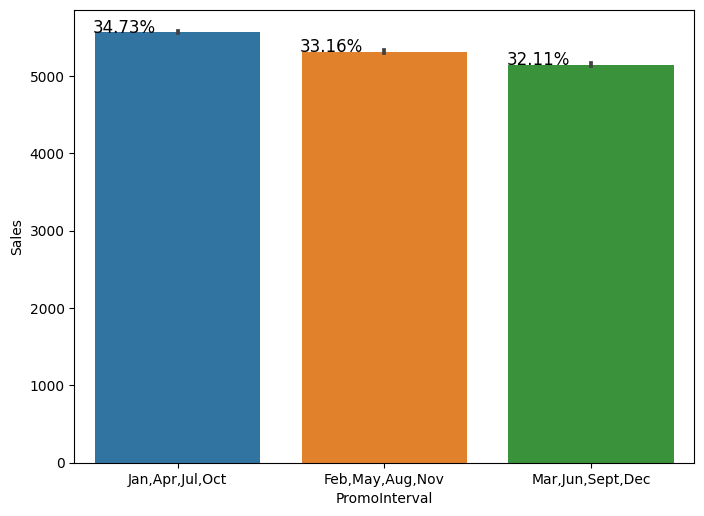 34.73%
33.16%
32.11%
5000
4000
3000
2000
1000
0
Sales
Jan,Apr,Jul,Oct
Feb,May,Aug,Nov
Mar,Jun,Sept,Dec
PromoInterval